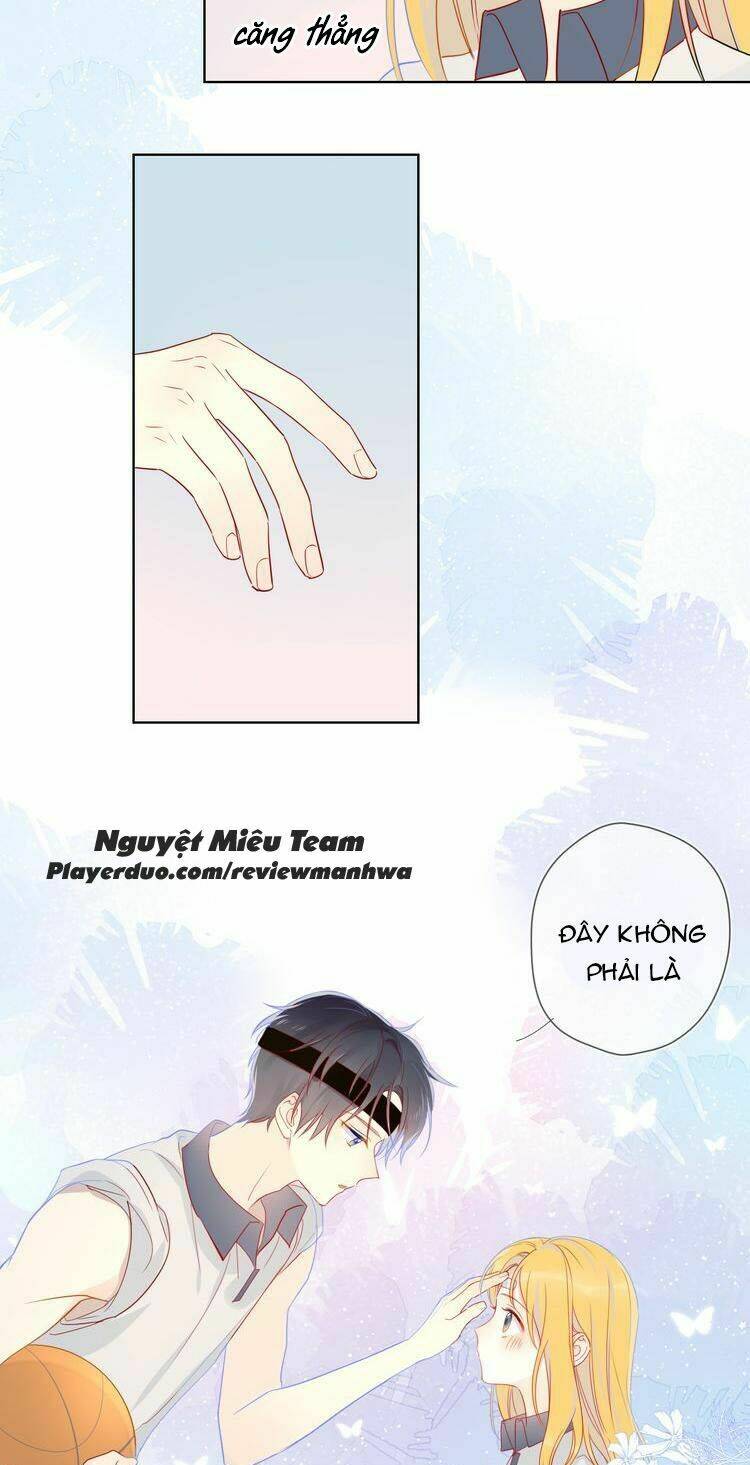 căng thẳng
Nguyệt Miêu Team
Playerduo.com/reviewmanhwa
ĐÂY KHÔNG
PHẢI LÀ